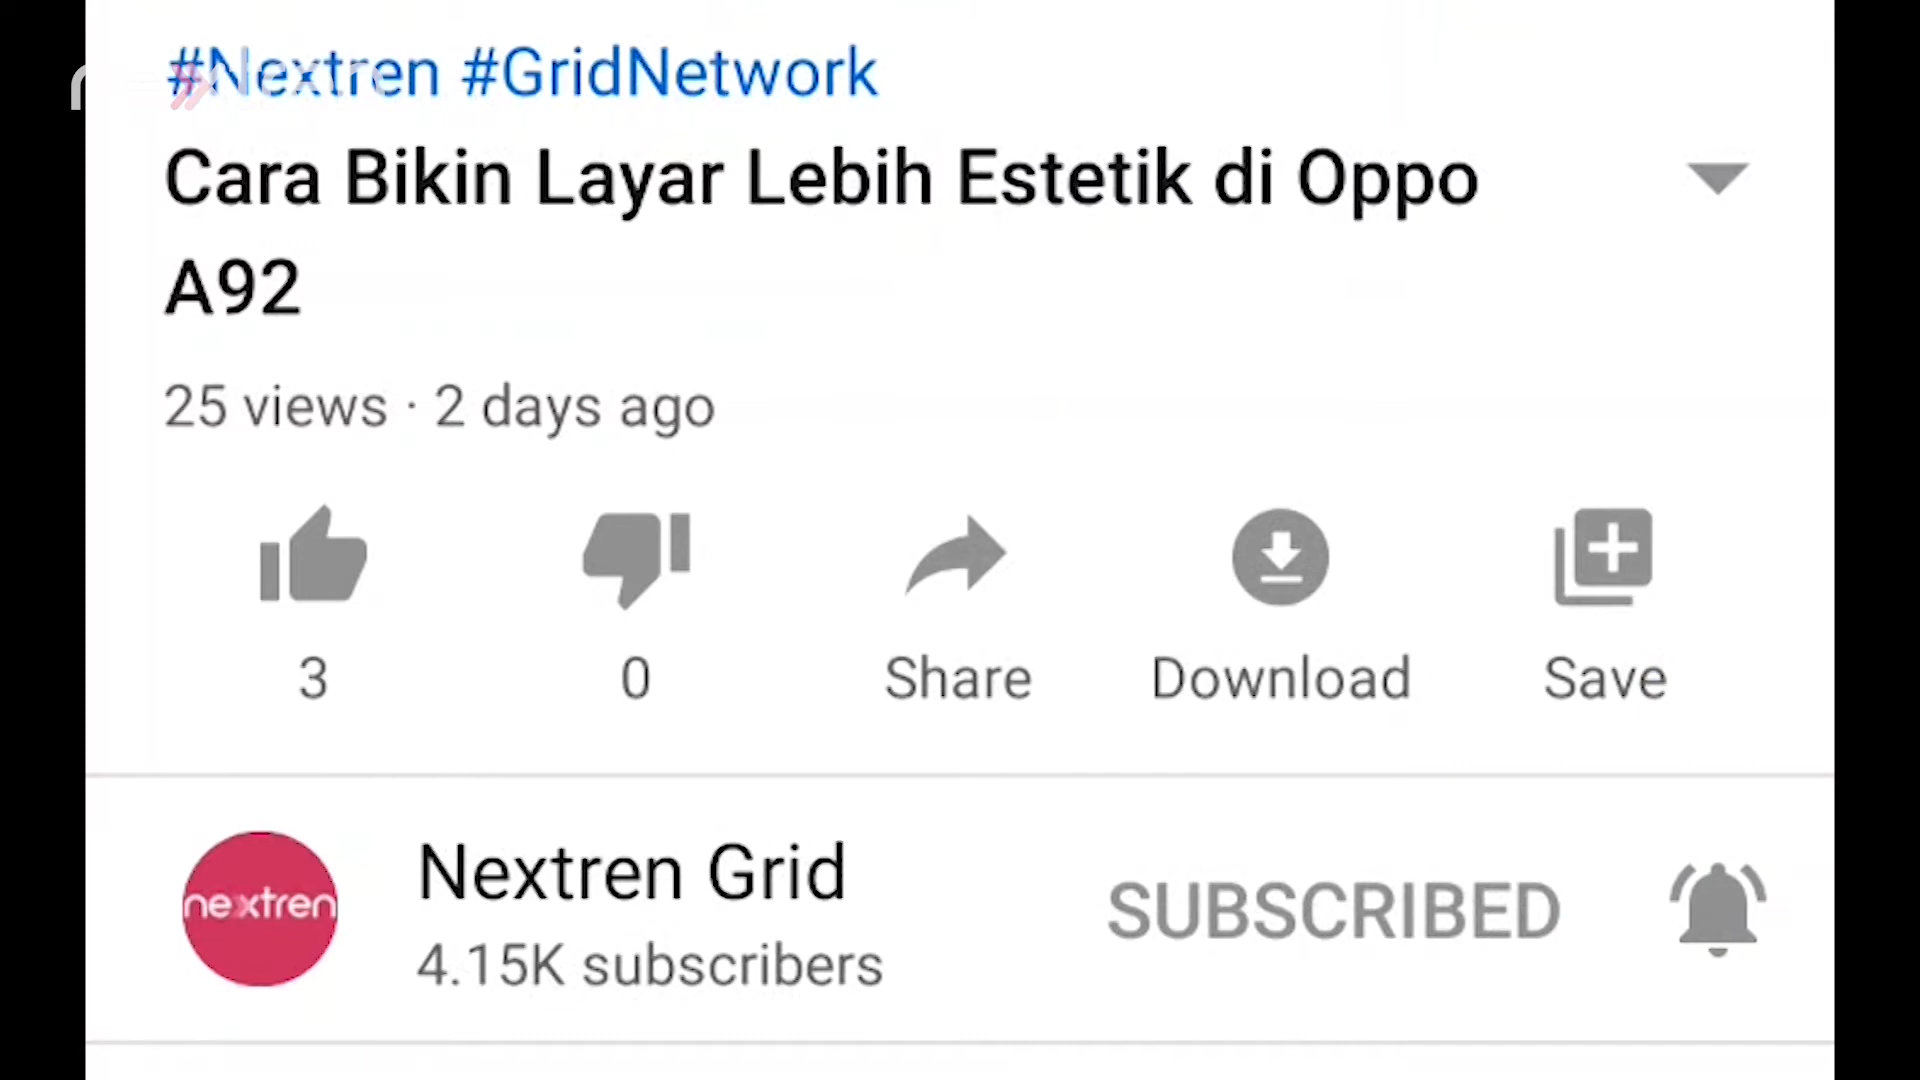 #Nextren #GridNetwork
Cara Bikin Layar Lebih Estetik di Oppo
A92
25 views · 2 days ago
3 0 Share Download Save
nextren
Nextren Grid
SUBSCRIBED
4.15K subscribers